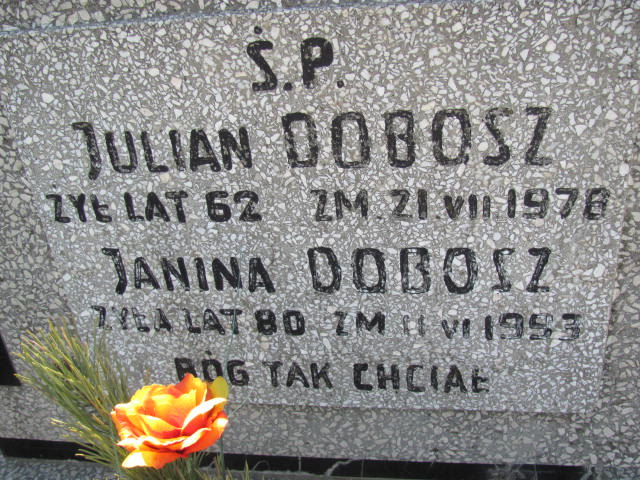 Ś.P.
JULIAN DOBOSZ
ŻYŁ LAT 62 ZM. 21.VII.1978
JANINA DOBOSZ
ŻYŁA LAT 80 ZM 11 VI 1993
BÓG TAK CHCIAŁ